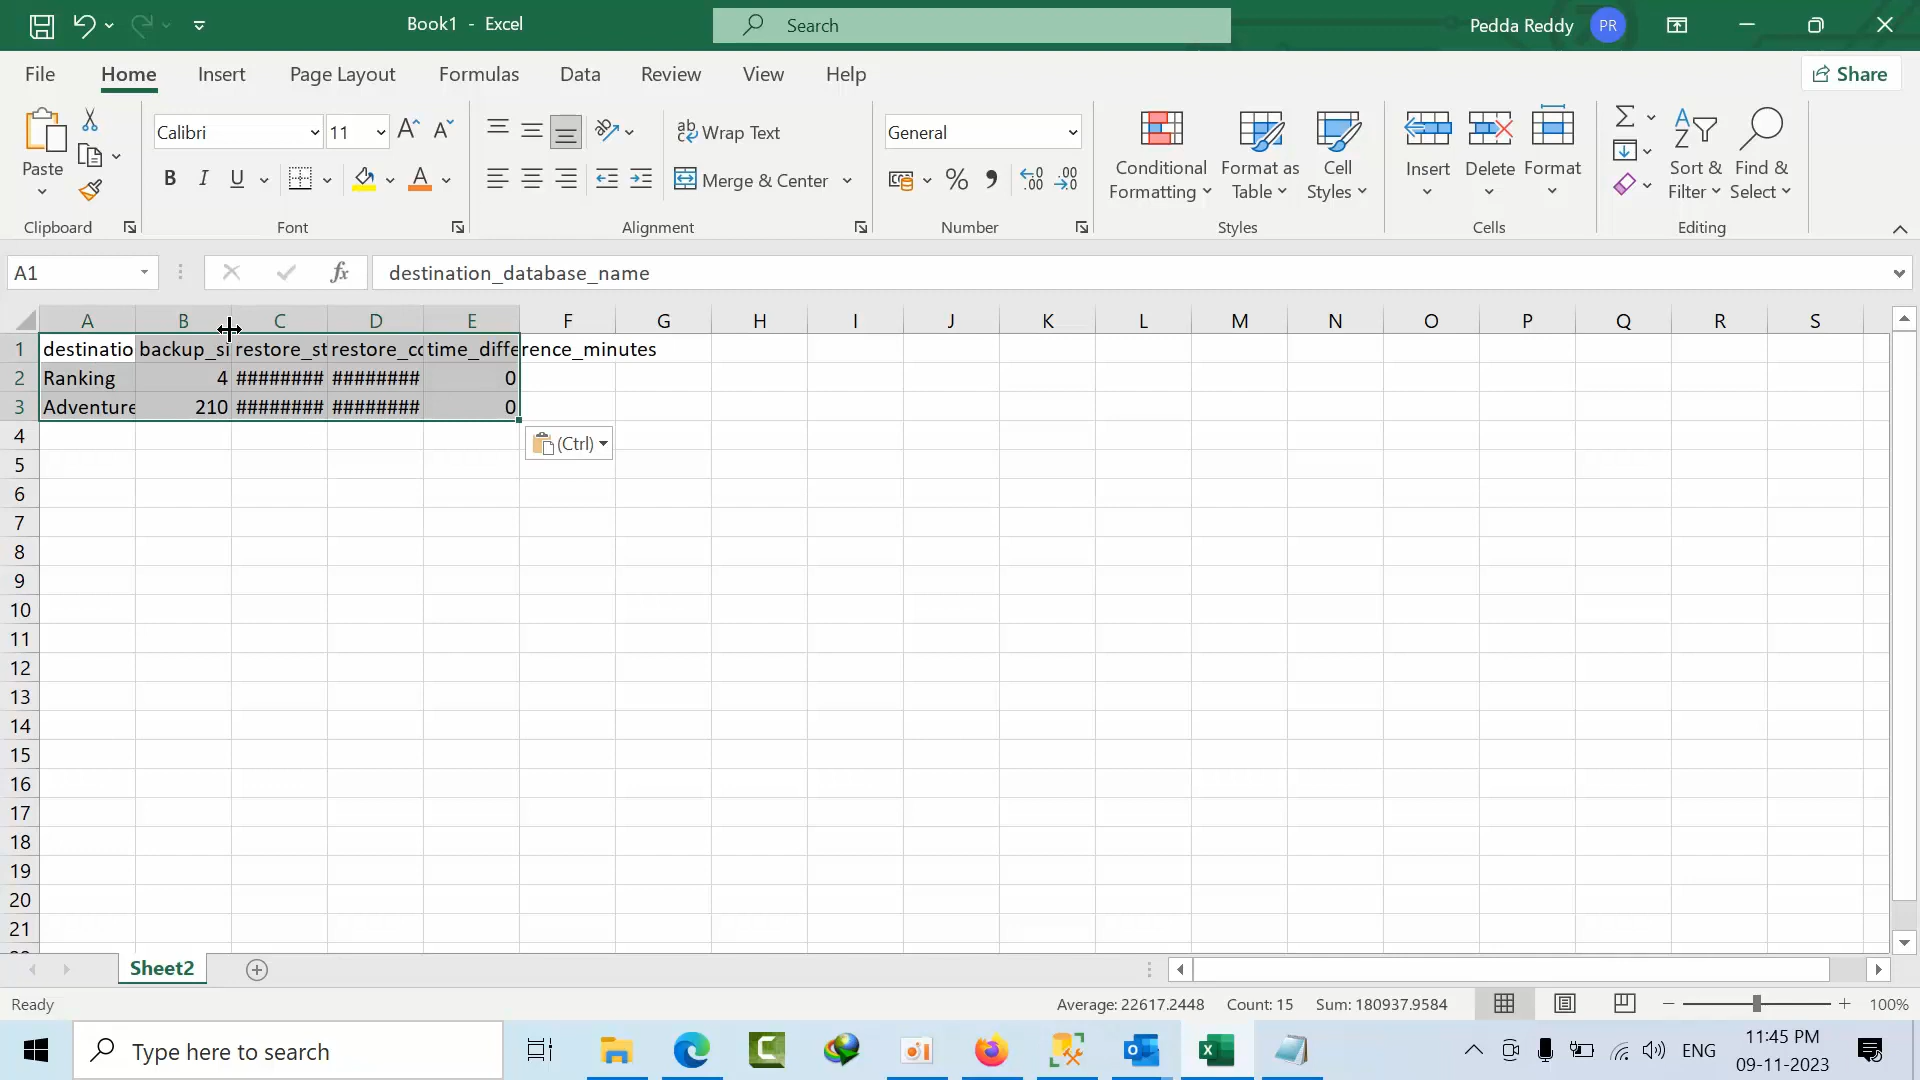 Book1 - Excel
Search
Pedda Reddy
PR
File
Home
Insert
Page Layout
Formulas
Data
Review
View
Help
Share
Paste
Clipboard
Calibri
11
B I U
Font
Wrap Text
Merge & Center
Alignment
General
Number
Conditional Formatting
Format as Table
Cell Styles
Styles
Insert
Delete
Format
Cells
Sort & Filter
Find & Select
Editing
A1
fx
destination_database_name
A B C D E F G H I J K L M N O P Q R S
1 destinatio backup_si restore_st restore_co time_difference_minutes
2 Ranking 4 ######## ######## 0
3 Adventure 210 ######## ######## 0
(Ctrl)
4
5
6
7
8
9
10
11
12
13
14
15
16
17
18
19
20
21
Sheet2
Ready
Average: 22617.2448 Count: 15 Sum: 180937.9584
100%
Type here to search
ENG
11:45 PM
09-11-2023